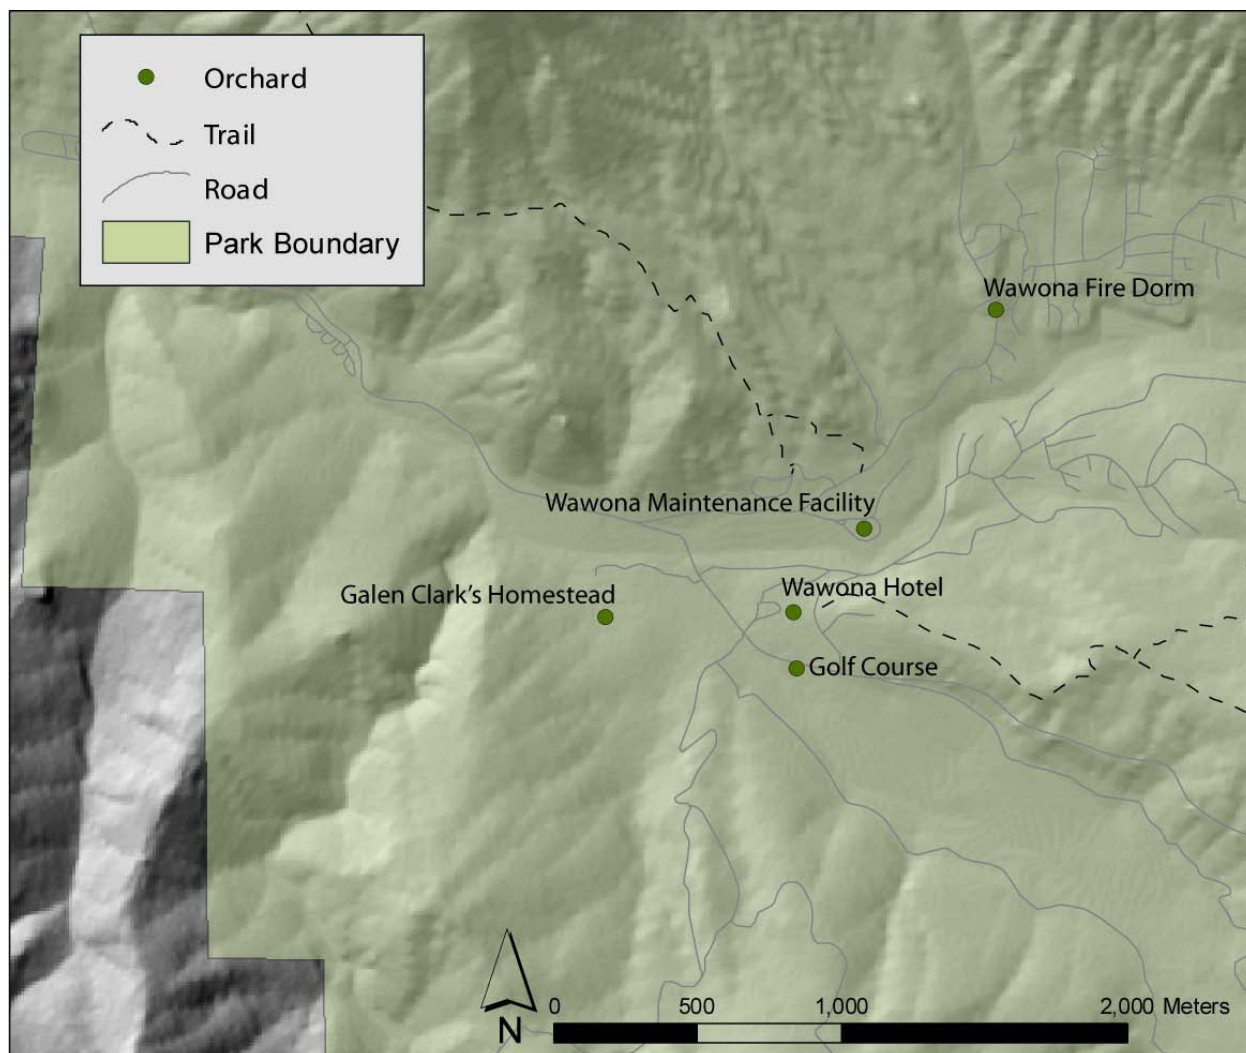 Orchard
Trail
Road
Park Boundary
Wawona Fire Dorm
Wawona Maintenance Facility
Galen Clark's Homestead
Wawona Hotel
Golf Course
N
0 500 1,000 2,000 Meters